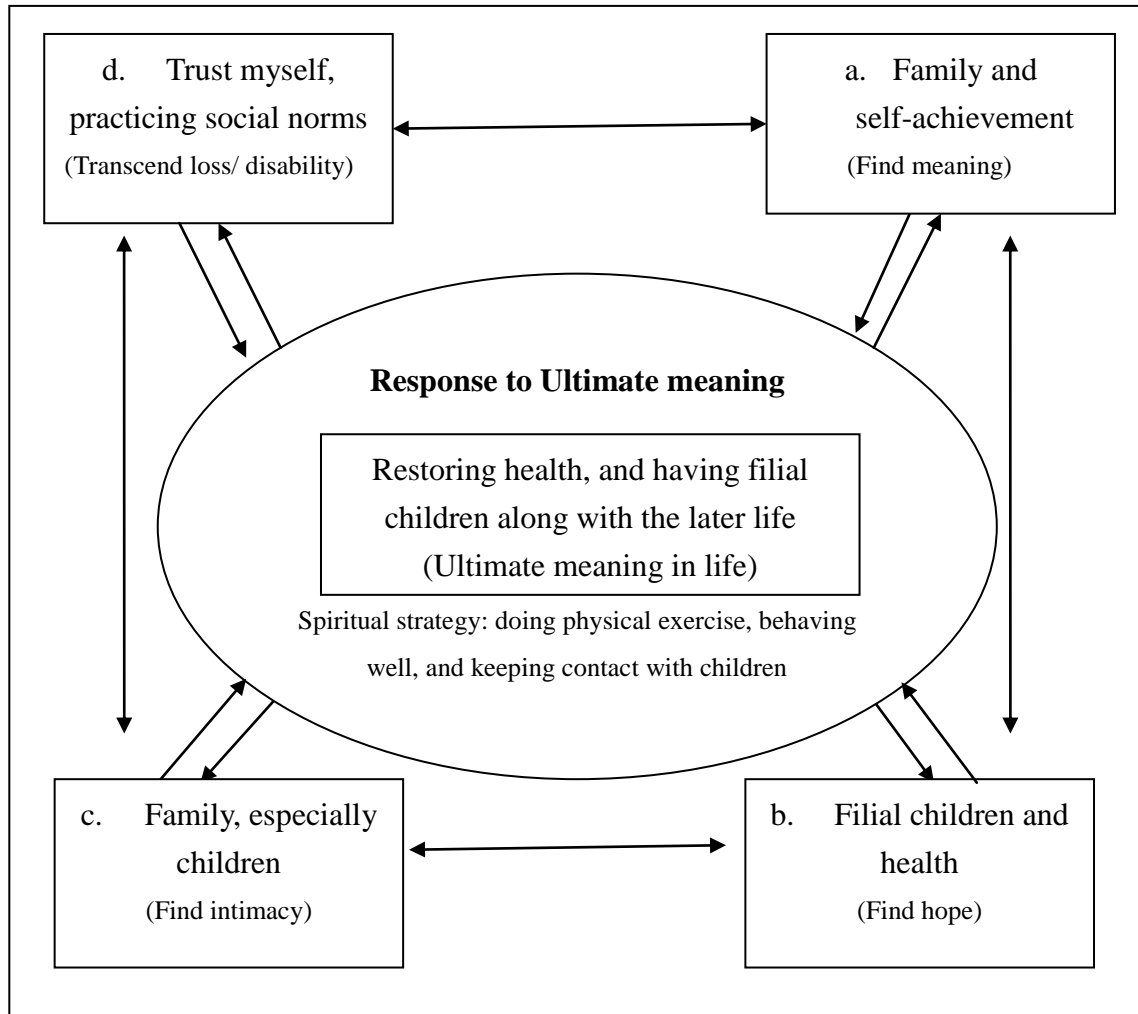 d. Trust myself,
practicing social norms
(Transcend loss/ disability)
a. Family and
self-achievement
(Find meaning)
Response to Ultimate meaning
Restoring health, and having filial
children along with the later life
(Ultimate meaning in life)
Spiritual strategy: doing physical exercise, behaving
well, and keeping contact with children
c. Family, especially
children
(Find intimacy)
b. Filial children and
health
(Find hope)